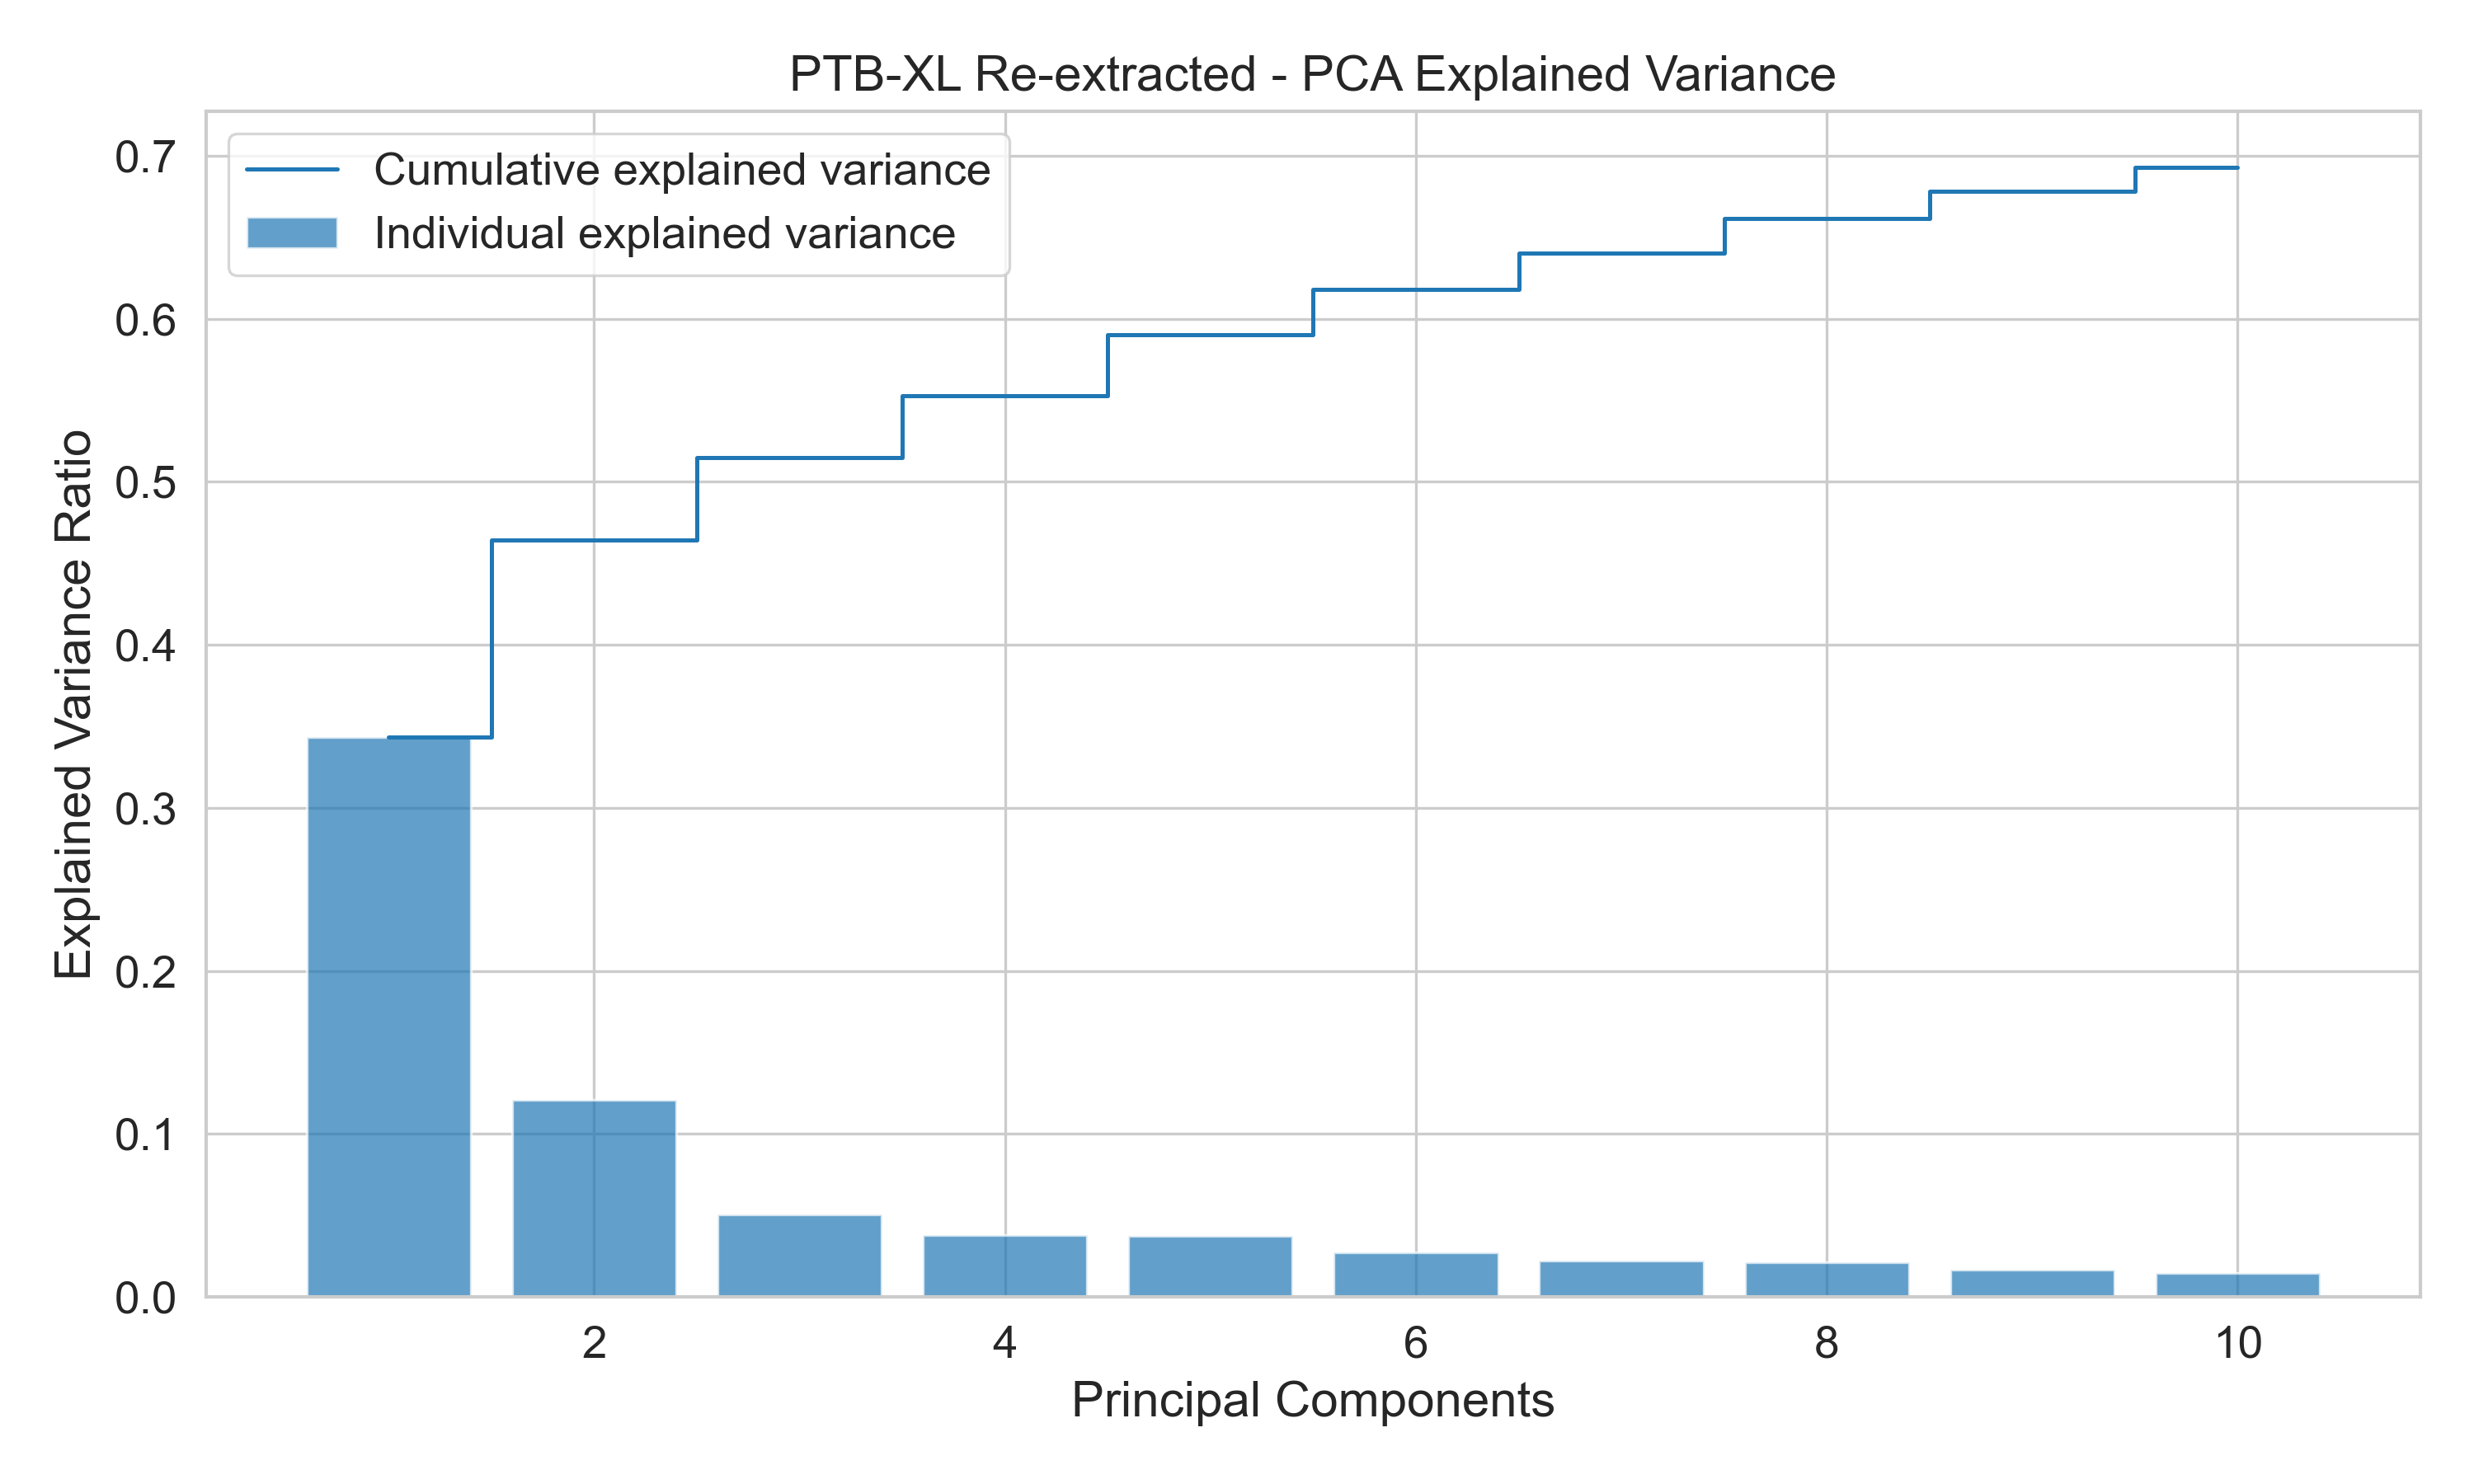 PTB-XL Re-extracted - PCA Explained Variance
Cumulative explained variance
Individual explained variance
Explained Variance Ratio
0.7
0.6
0.5
0.4
0.3
0.2
0.1
0.0
2 4 6 8 10
Principal Components